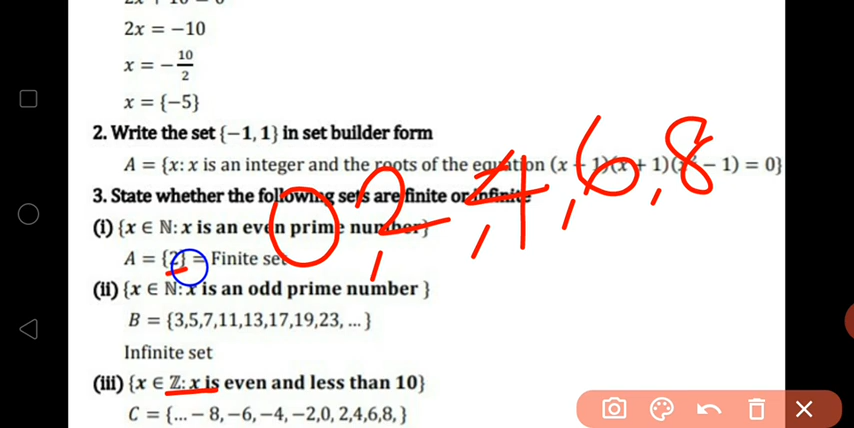 2x = −10
x = −10/2
x = {−5}
2. Write the set {−1, 1} in set builder form
A = {x: x is an integer and the roots of the equation (x + 1)(x + 1)( − 1) = 0}
3. State whether the following sets are finite or infinite
(i) {x ∈ ℕ: x is an even prime number}
A = {2} = Finite set
(ii) {x ∈ ℕ: x is an odd prime number }
B = {3,5,7,11,13,17,19,23, … }
Infinite set
(iii) {x ∈ ℤ: x is even and less than 10}
C = {… − 8, −6, −4, −2,0, 2,4,6,8, }
0, 2, 4, 6, 8